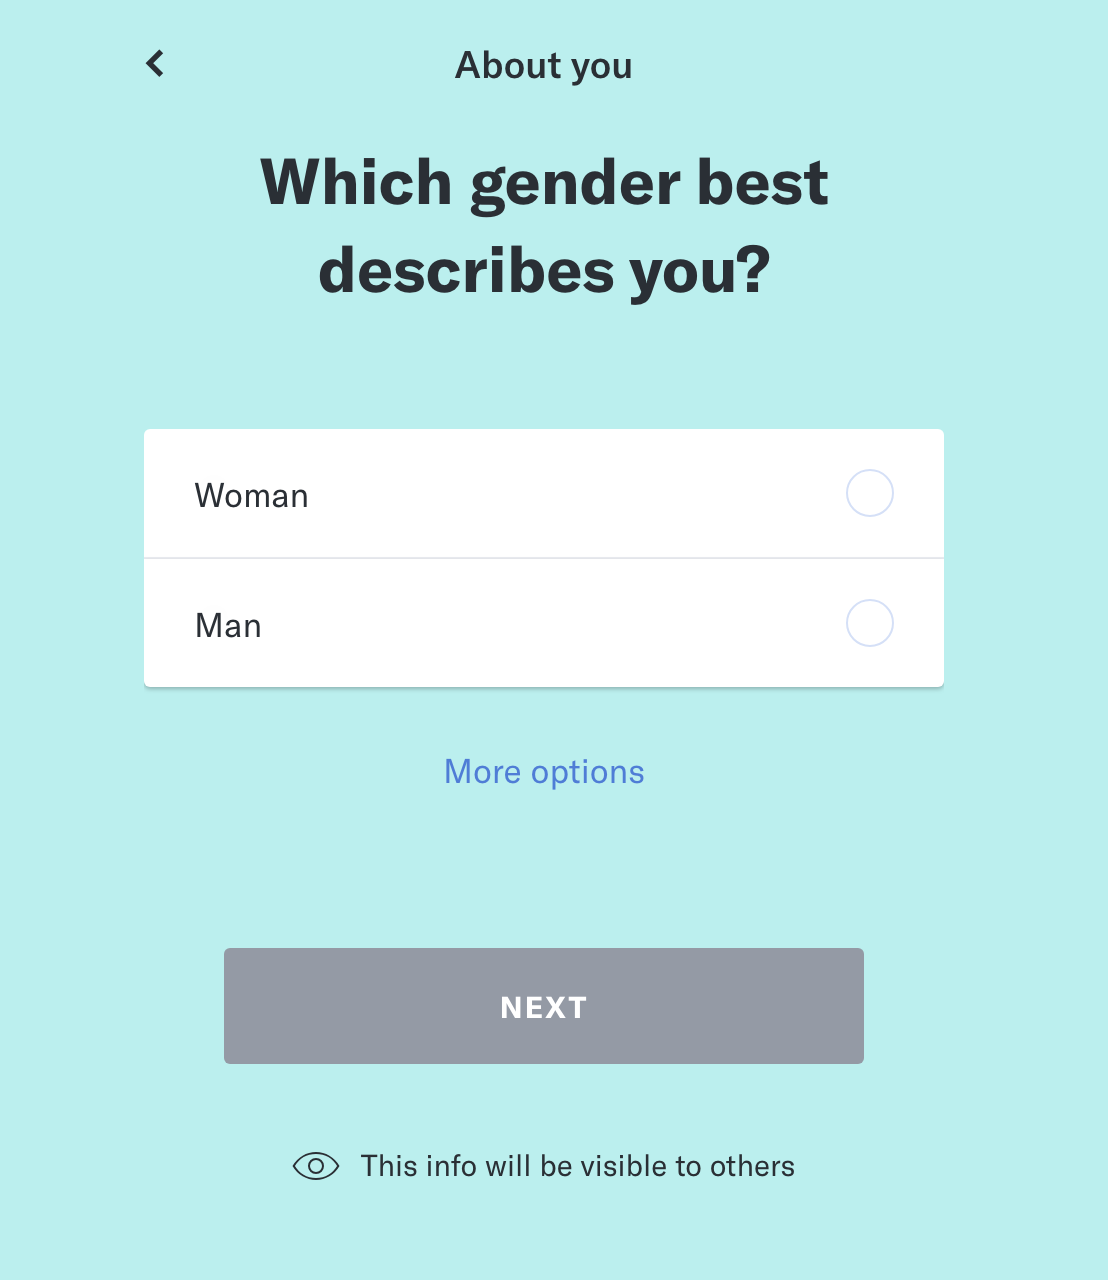 About you
Which gender best
describes you?
Woman
Man
More options
NEXT
This info will be visible to others